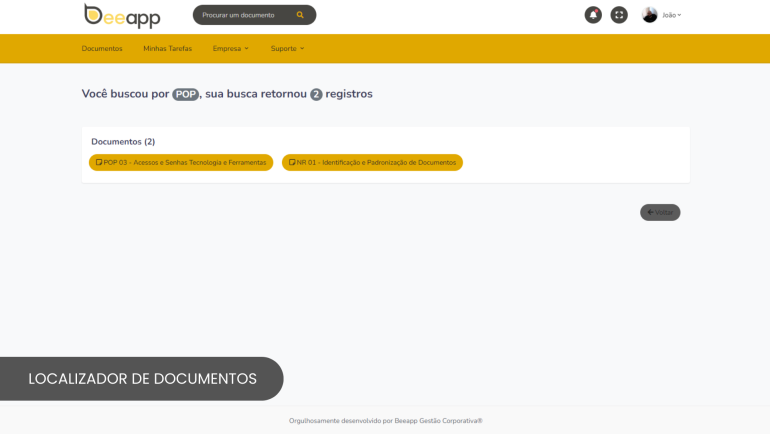 beeapp
Procurar um documento
João
Documentos Minhas Tarefas Empresa Suporte
Você buscou por POP, sua busca retornou 2 registros
Documentos (2)
POP 03 - Acessos e Senhas Tecnologia e Ferramentas
NR 01 - Identificação e Padronização de Documentos
Voltar
LOCALIZADOR DE DOCUMENTOS
Orgulhosamente desenvolvido por Beeapp Gestão Corporativa®